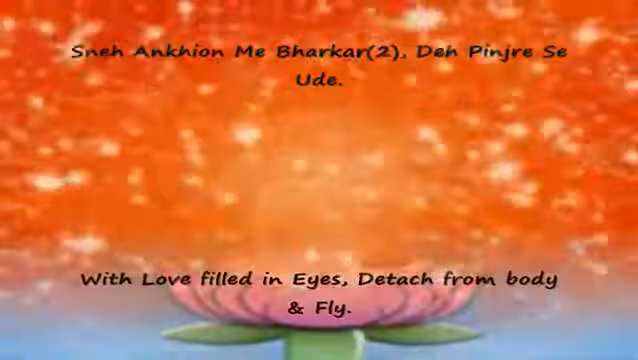 Sneh Ankhion Me Bharkar(2), Deh Pinjre Se
Ude.
With Love filled in Eyes, Detach from body
& Fly.